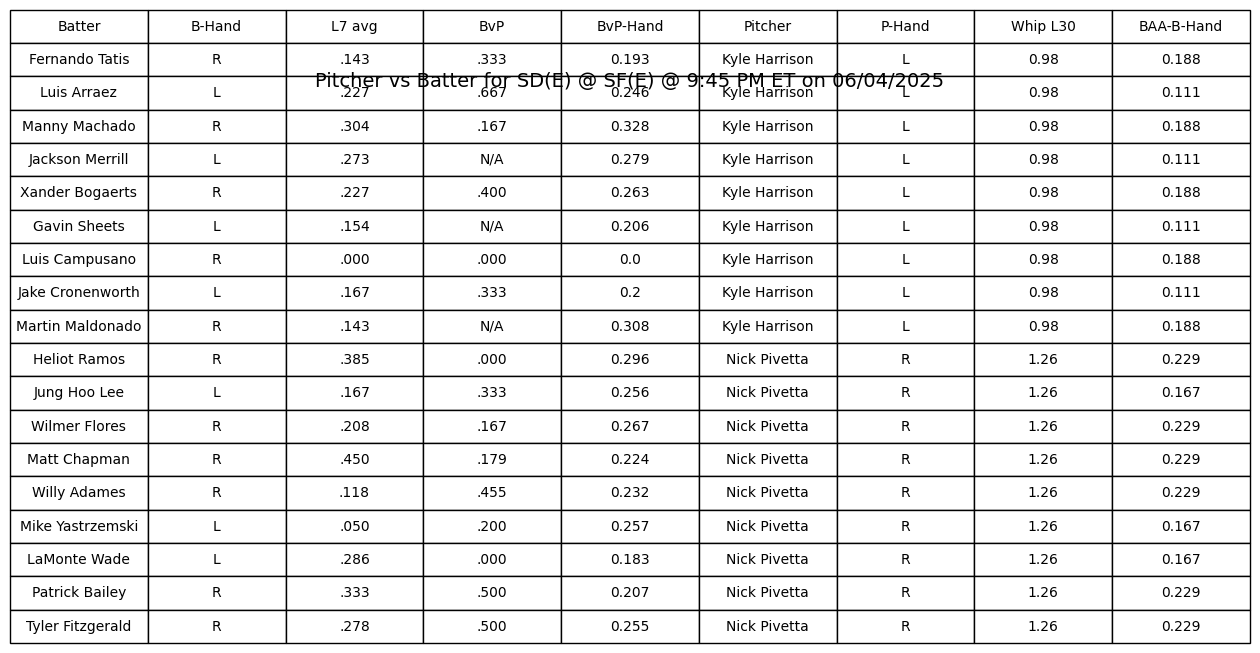 Batter B-Hand L7 avg BvP BvP-Hand Pitcher P-Hand Whip L30 BAA-B-Hand
Fernando Tatis R .143 .333 0.193 Kyle Harrison L 0.98 0.188
Pitcher vs Batter for SD(E) @ SF(E) @ 9:45 PM ET on 06/04/2025
Luis Arraez L .227 .667 0.246 Kyle Harrison L 0.98 0.111
Manny Machado R .304 .167 0.328 Kyle Harrison L 0.98 0.188
Jackson Merrill L .273 N/A 0.279 Kyle Harrison L 0.98 0.111
Xander Bogaerts R .227 .400 0.263 Kyle Harrison L 0.98 0.188
Gavin Sheets L .154 N/A 0.206 Kyle Harrison L 0.98 0.111
Luis Campusano R .000 .000 0.0 Kyle Harrison L 0.98 0.188
Jake Cronenworth L .167 .333 0.2 Kyle Harrison L 0.98 0.111
Martin Maldonado R .143 N/A 0.308 Kyle Harrison L 0.98 0.188
Heliot Ramos R .385 .000 0.296 Nick Pivetta R 1.26 0.229
Jung Hoo Lee L .167 .333 0.256 Nick Pivetta R 1.26 0.167
Wilmer Flores R .208 .167 0.267 Nick Pivetta R 1.26 0.229
Matt Chapman R .450 .179 0.224 Nick Pivetta R 1.26 0.229
Willy Adames R .118 .455 0.232 Nick Pivetta R 1.26 0.229
Mike Yastrzemski L .050 .200 0.257 Nick Pivetta R 1.26 0.167
LaMonte Wade L .286 .000 0.183 Nick Pivetta R 1.26 0.167
Patrick Bailey R .333 .500 0.207 Nick Pivetta R 1.26 0.229
Tyler Fitzgerald R .278 .500 0.255 Nick Pivetta R 1.26 0.229